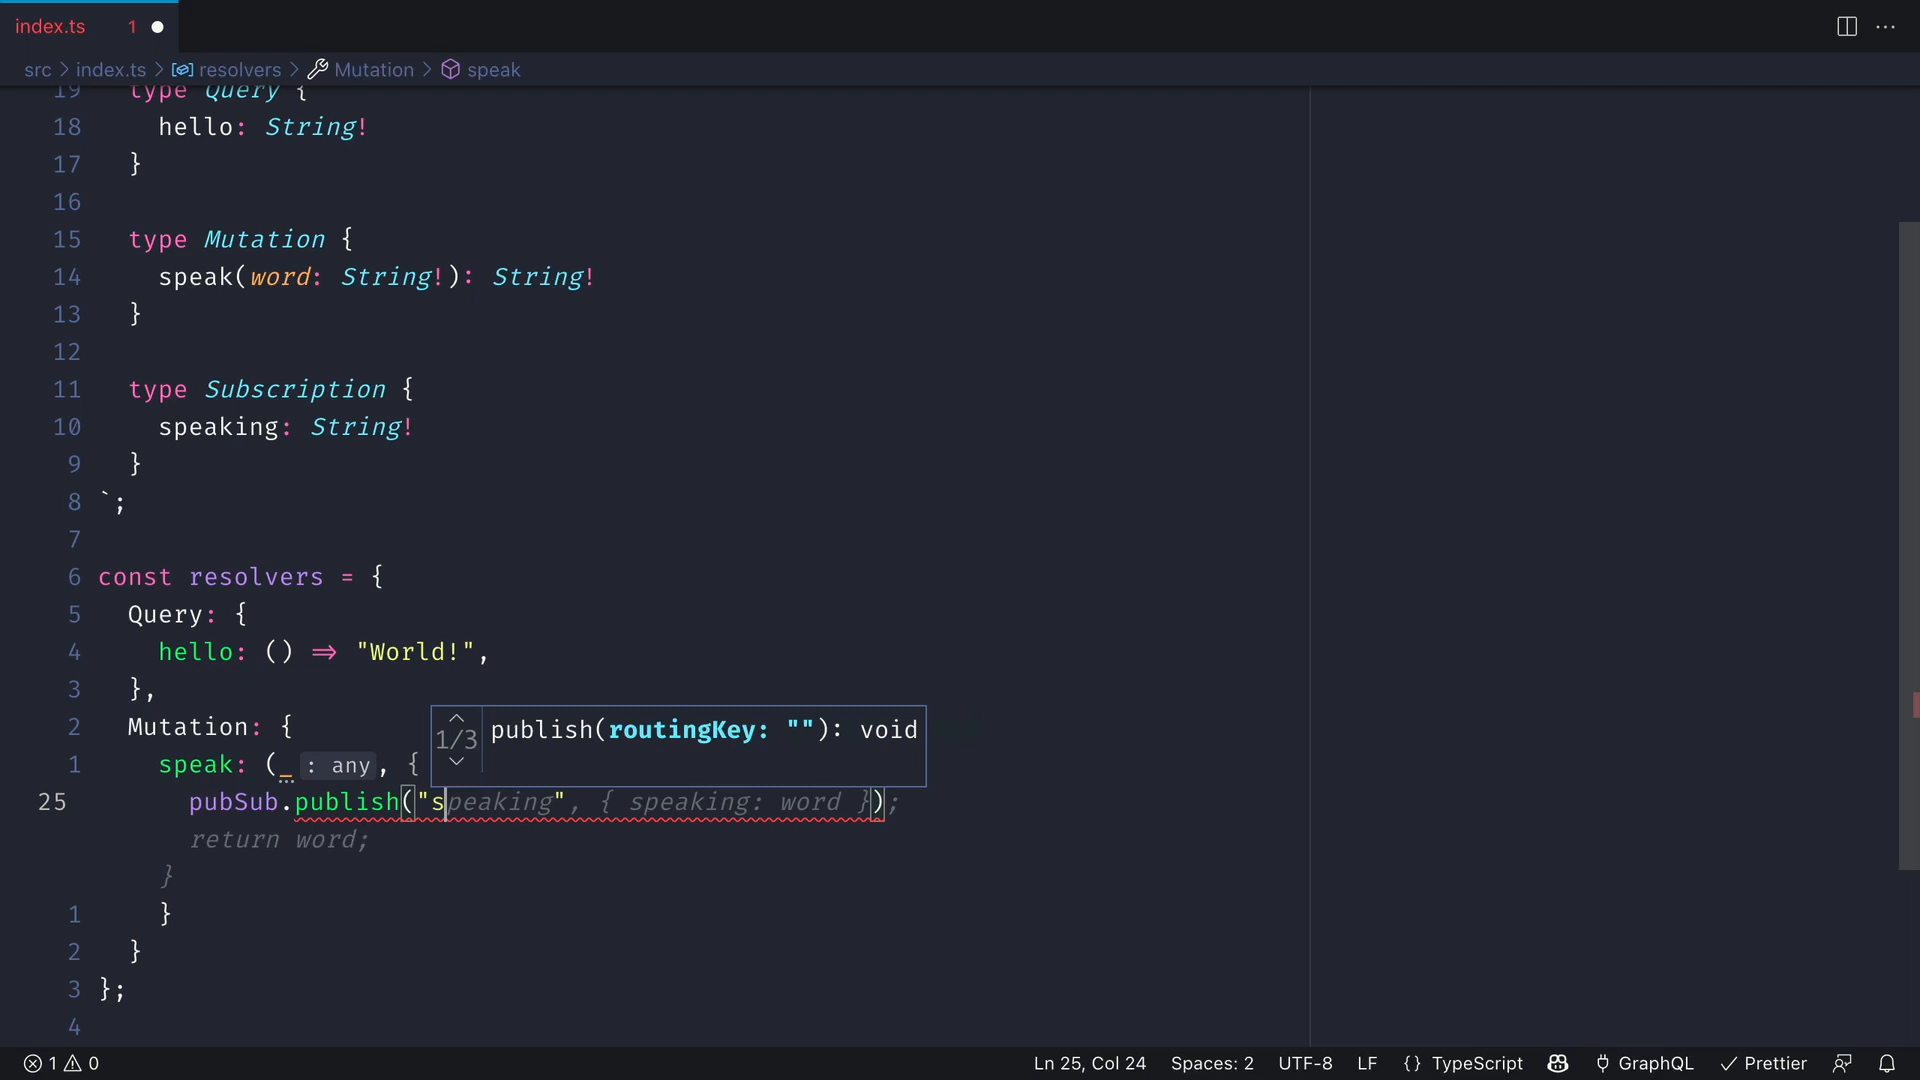 index.ts 1
src > index.ts > resolvers > Mutation > speak
19 type Query {
18 hello: String!
17 }
16
15 type Mutation {
14 speak(word: String!): String!
13 }
12
11 type Subscription {
10 speaking: String!
9 }
8 `;
7
6 const resolvers = {
5 Query: {
4 hello: () => "World!",
3 },
2 Mutation: {
1/3 publish(routingKey: ""): void
1 speak: (_ : any, {
25 pubSub.publish("speaking", { speaking: word });
return word;
}
1 }
2 }
3 };
4
1 0 Ln 25, Col 24 Spaces: 2 UTF-8 LF {} TypeScript GraphQL Prettier